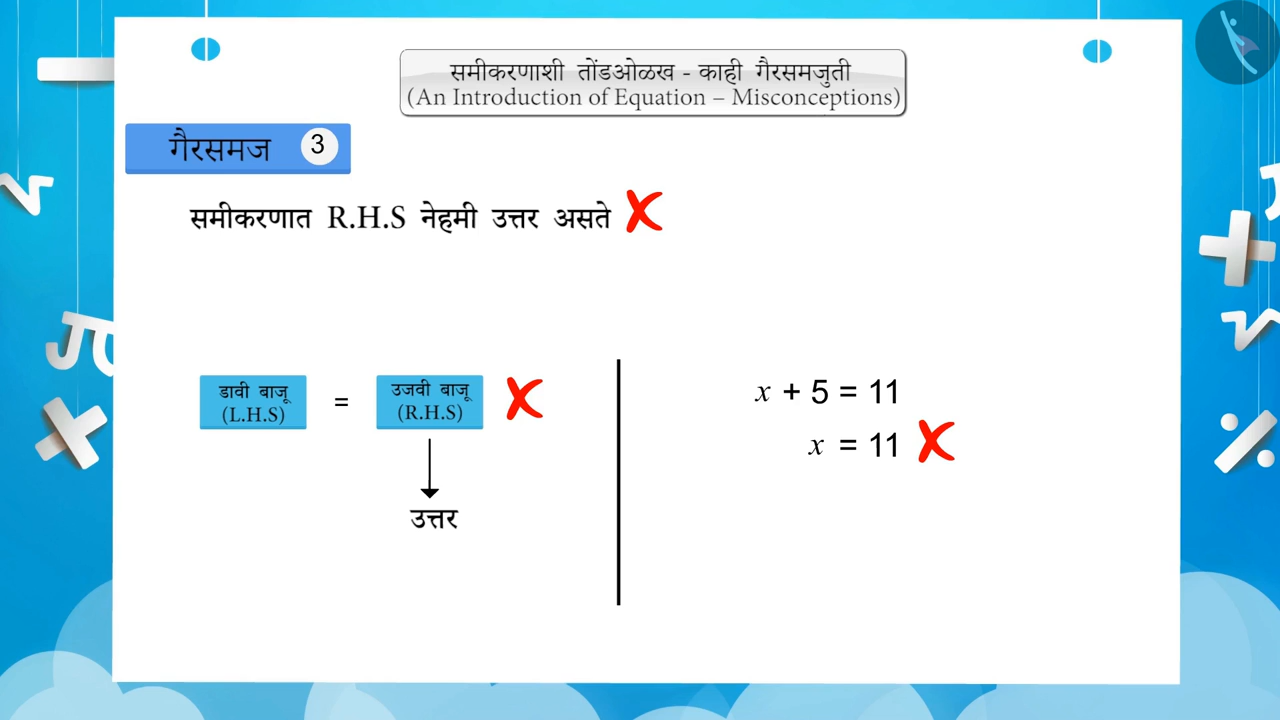 समीकरणाशी तोंडओळख - काही गैरसमजुती
(An Introduction of Equation – Misconceptions)
गैरसमज 3
समीकरणात R.H.S नेहमी उत्तर असते
डावी बाजू = उजवी बाजू
(L.H.S) (R.H.S)
उत्तर
x + 5 = 11
x = 11